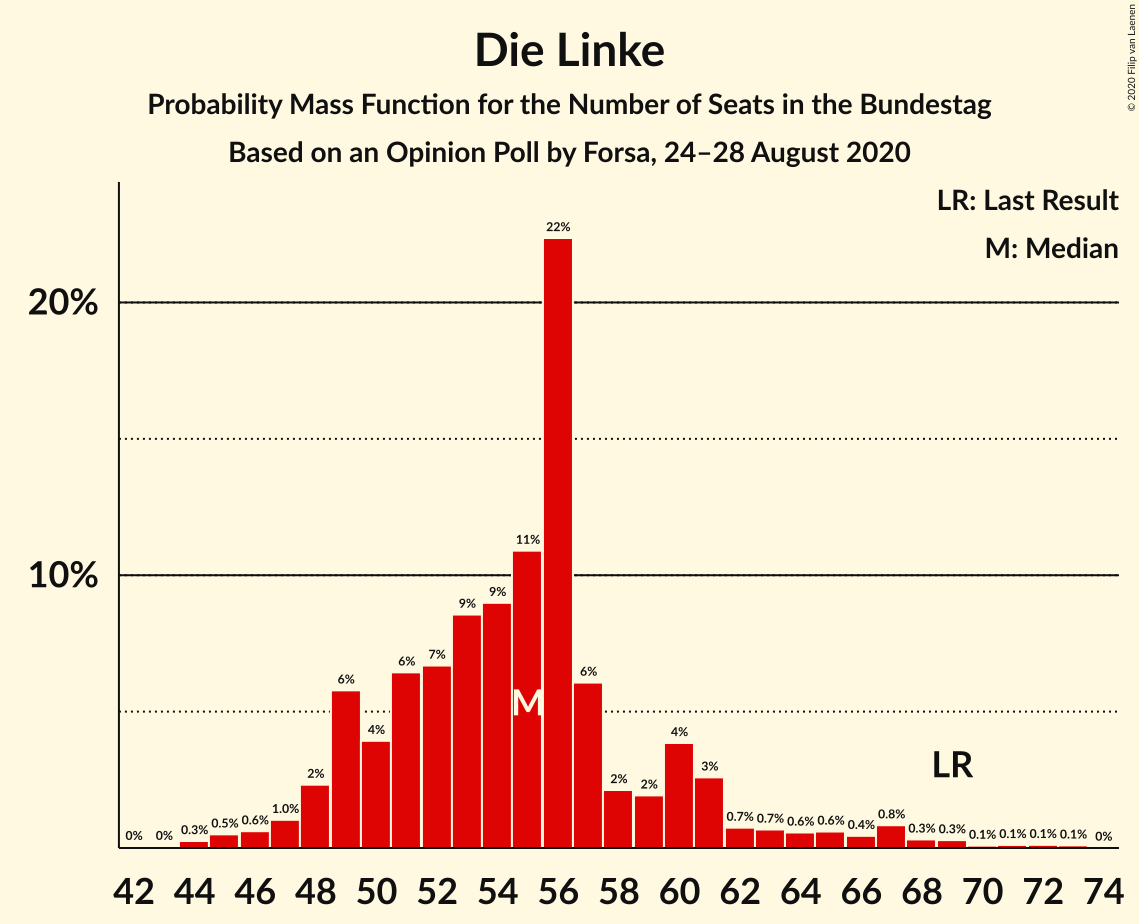 Die Linke
Probability Mass Function for the Number of Seats in the Bundestag
Based on an Opinion Poll by Forsa, 24–28 August 2020
© 2020 Filip van Laenen
LR: Last Result
M: Median
20%
10%
0% 0% 0.3% 0.5% 0.6% 1.0% 2% 6% 4% 6% 7% 9% 9% 11% 22% 6% 2% 2% 4% 3% 0.7% 0.7% 0.6% 0.6% 0.4% 0.8% 0.3% 0.3% 0.1% 0.1% 0.1% 0.1% 0%
M
LR
42 44 46 48 50 52 54 56 58 60 62 64 66 68 70 72 74